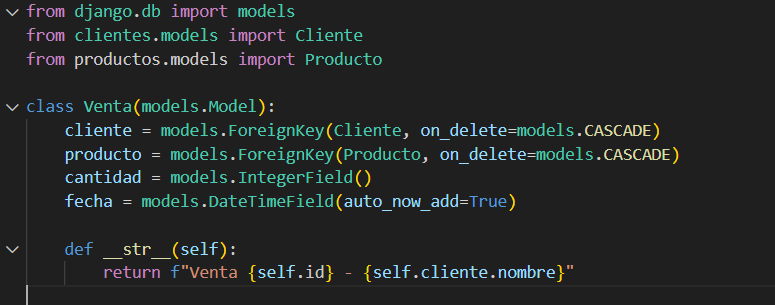 from django.db import models
from clientes.models import Cliente
from productos.models import Producto
class Venta(models.Model):
    cliente = models.ForeignKey(Cliente, on_delete=models.CASCADE)
    producto = models.ForeignKey(Producto, on_delete=models.CASCADE)
    cantidad = models.IntegerField()
    fecha = models.DateTimeField(auto_now_add=True)
    def __str__(self):
        return f"Venta {self.id} - {self.cliente.nombre}"